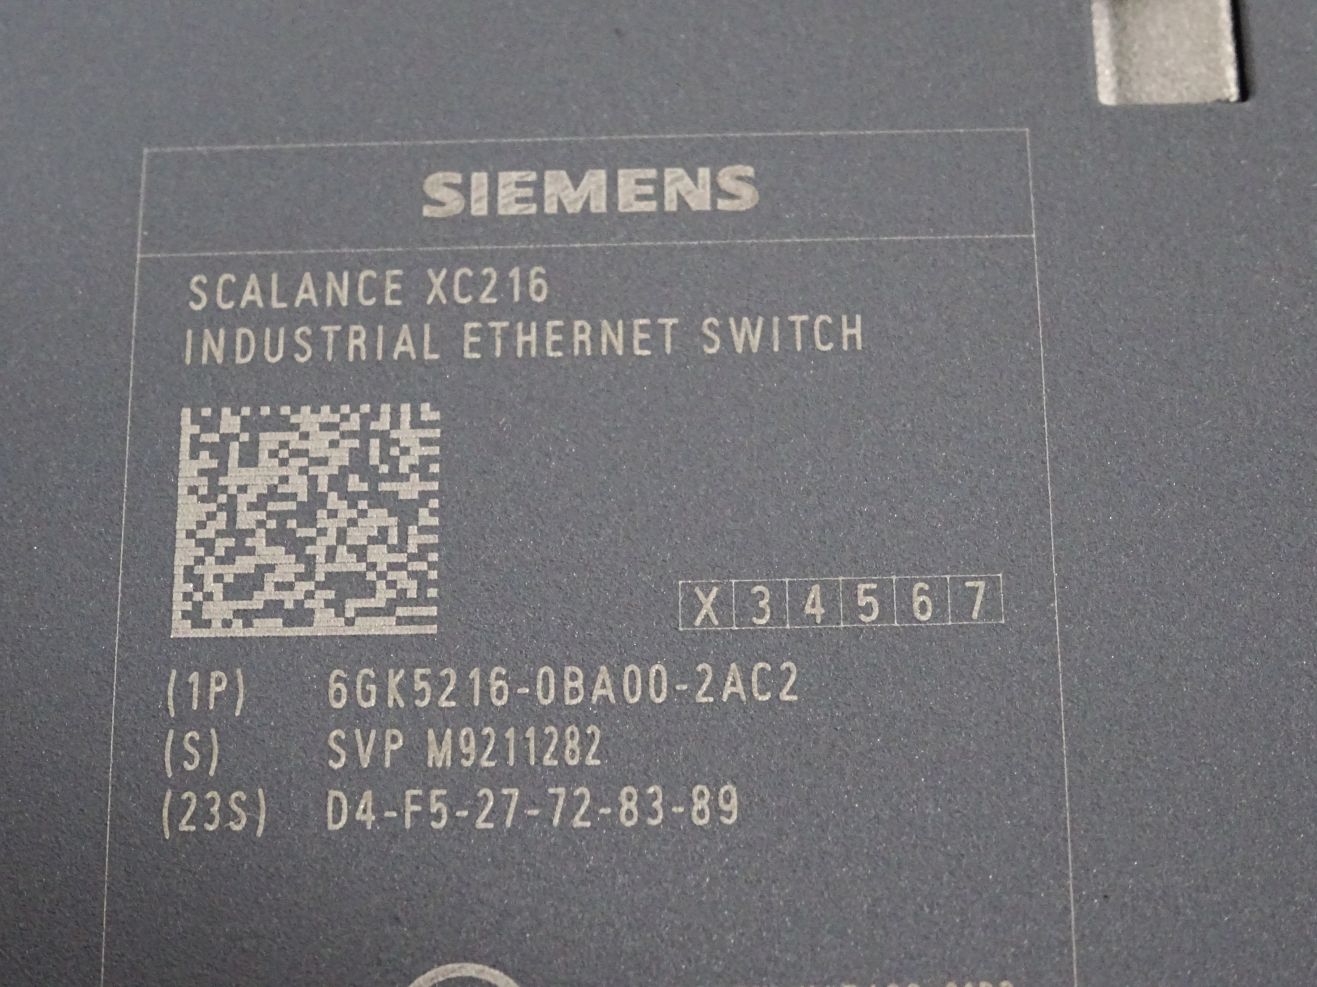 SIEMENS
SCALANCE XC216
INDUSTRIAL ETHERNET SWITCH
X 3 4 5 6 7
(1P) 6GK5216-0BA00-2AC2
(S) SVP M9211282
(23S) D4-F5-27-72-83-89